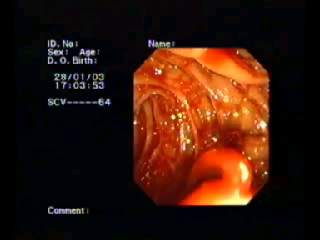 ID.No:
Name:
Sex: Age:
D.O.Birth:
28/01/03
17:03:53
SCV-----64
Comment: